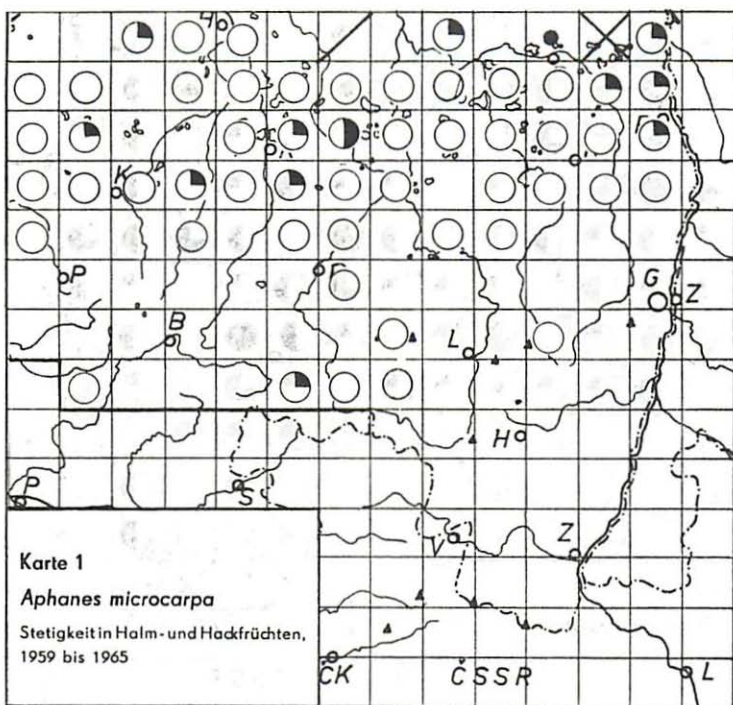 H
K
P
F
G
Z
B
L
H
P
S
V
Z
ČK
ČSSR
L
Karte 1
Aphanes microcarpa
Stetigkeit in Halm- und Hackfrüchten,
1959 bis 1965